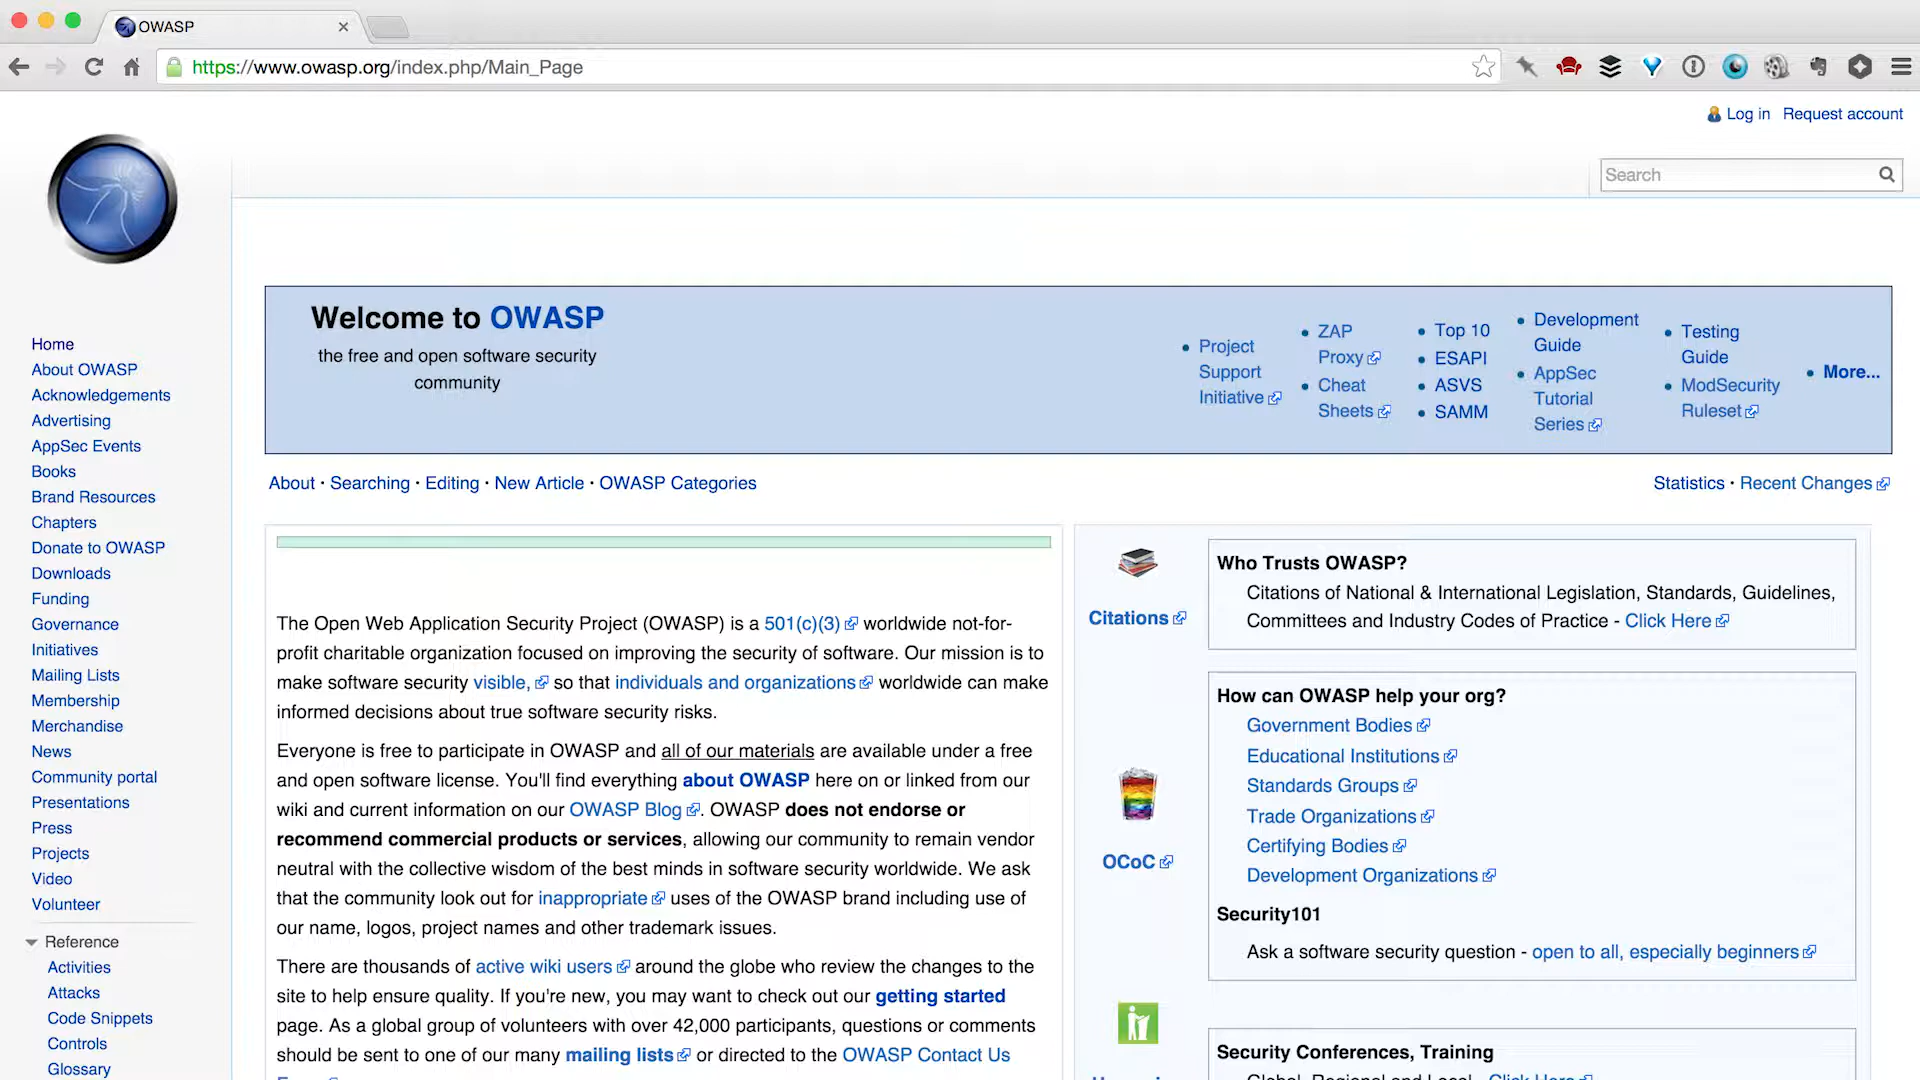 OWASP
https://www.owasp.org/index.php/Main_Page
Log in Request account
Search
Home
About OWASP
Acknowledgements
Advertising
AppSec Events
Books
Brand Resources
Chapters
Donate to OWASP
Downloads
Funding
Governance
Initiatives
Mailing Lists
Membership
Merchandise
News
Community portal
Presentations
Press
Projects
Video
Volunteer
Reference
Activities
Attacks
Code Snippets
Controls
Glossary
Welcome to OWASP
the free and open software security
community
Project
Support
Initiative
ZAP
Proxy
Cheat
Sheets
Top 10
ESAPI
ASVS
SAMM
Development
Guide
AppSec
Tutorial
Series
Testing
Guide
ModSecurity
Ruleset
More...
About · Searching · Editing · New Article · OWASP Categories
Statistics · Recent Changes
The Open Web Application Security Project (OWASP) is a 501(c)(3) worldwide not-for-
profit charitable organization focused on improving the security of software. Our mission is to
make software security visible, so that individuals and organizations worldwide can make
informed decisions about true software security risks.
Everyone is free to participate in OWASP and all of our materials are available under a free
and open software license. You'll find everything about OWASP here on or linked from our
wiki and current information on our OWASP Blog. OWASP does not endorse or
recommend commercial products or services, allowing our community to remain vendor
neutral with the collective wisdom of the best minds in software security worldwide. We ask
that the community look out for inappropriate uses of the OWASP brand including use of
our name, logos, project names and other trademark issues.
There are thousands of active wiki users around the globe who review the changes to the
site to help ensure quality. If you're new, you may want to check out our getting started
page. As a global group of volunteers with over 42,000 participants, questions or comments
should be sent to one of our many mailing lists or directed to the OWASP Contact Us
Citations
Who Trusts OWASP?
Citations of National & International Legislation, Standards, Guidelines,
Committees and Industry Codes of Practice - Click Here
OCoC
How can OWASP help your org?
Government Bodies
Educational Institutions
Standards Groups
Trade Organizations
Certifying Bodies
Development Organizations
Security101
Ask a software security question - open to all, especially beginners
Security Conferences, Training
Global, Regional and Local - Click Here